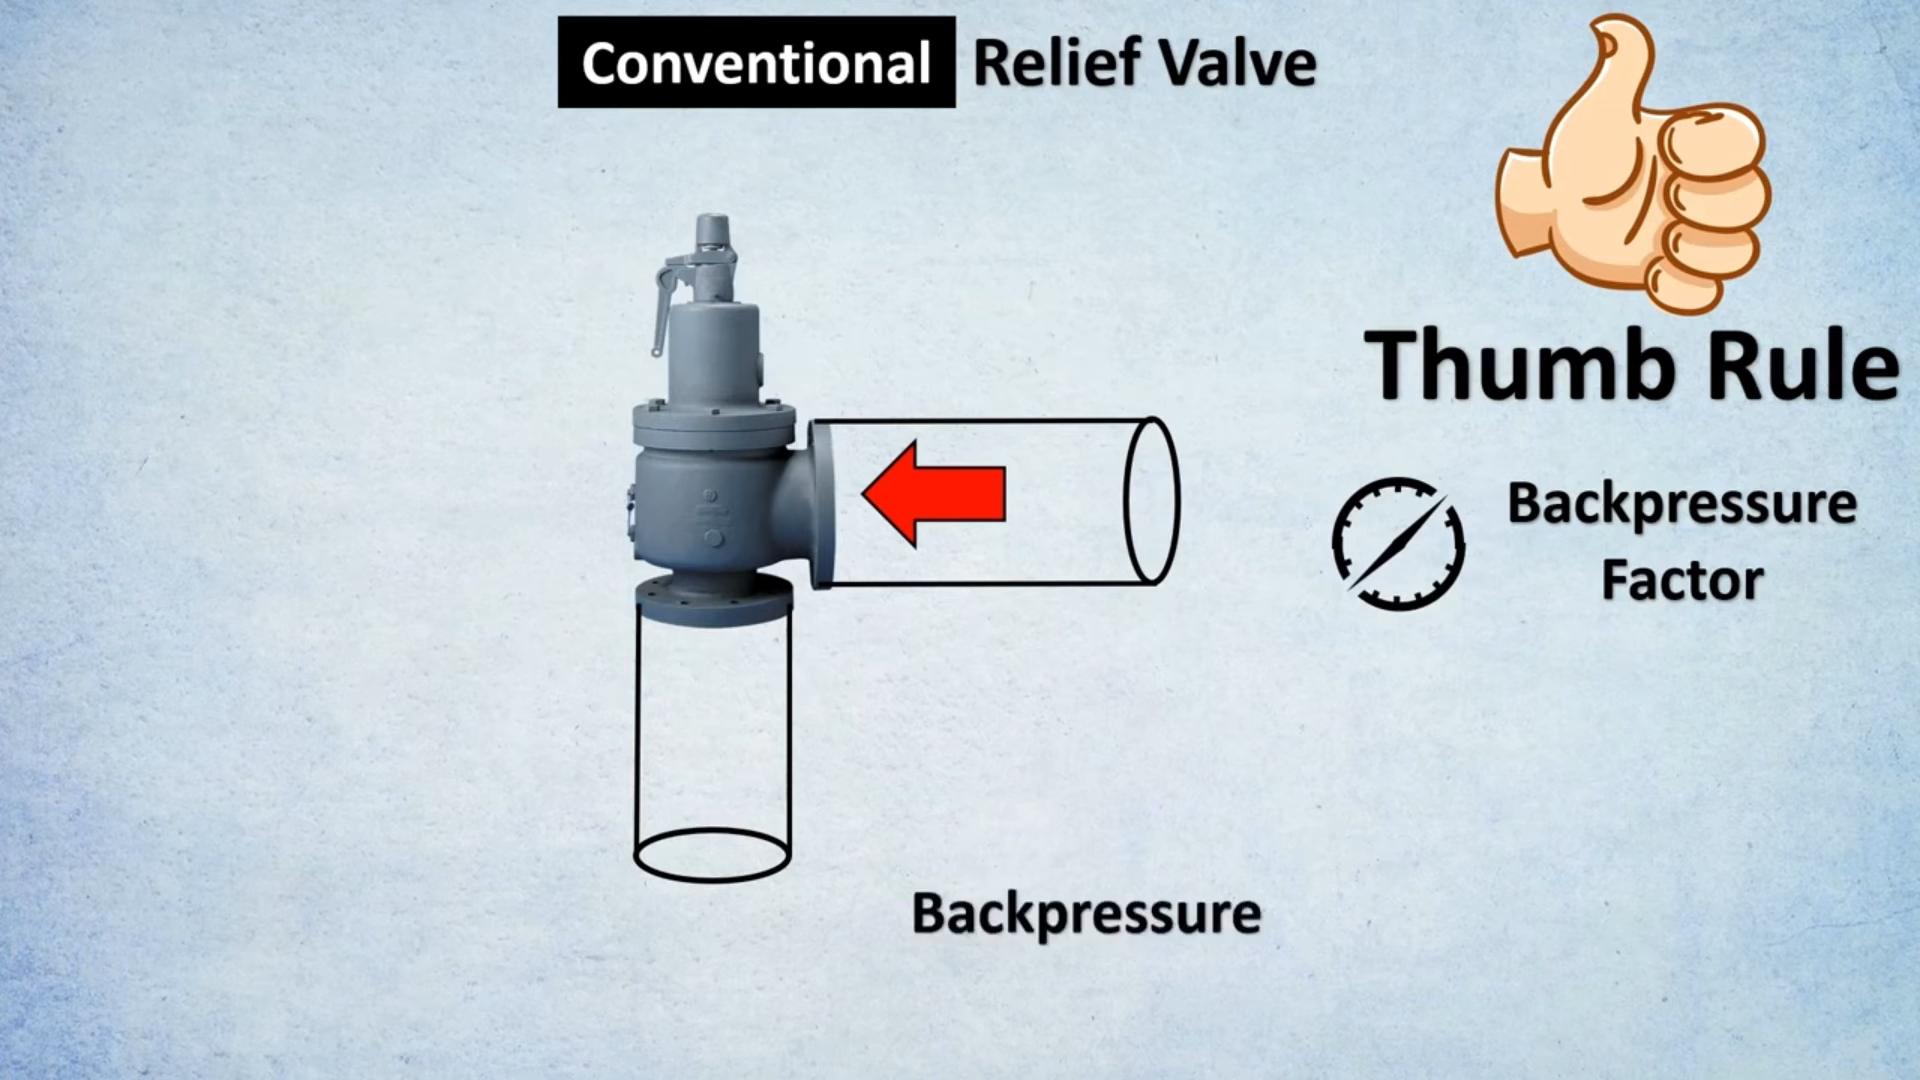 Conventional Relief Valve
Thumb Rule
Backpressure
Factor
Backpressure